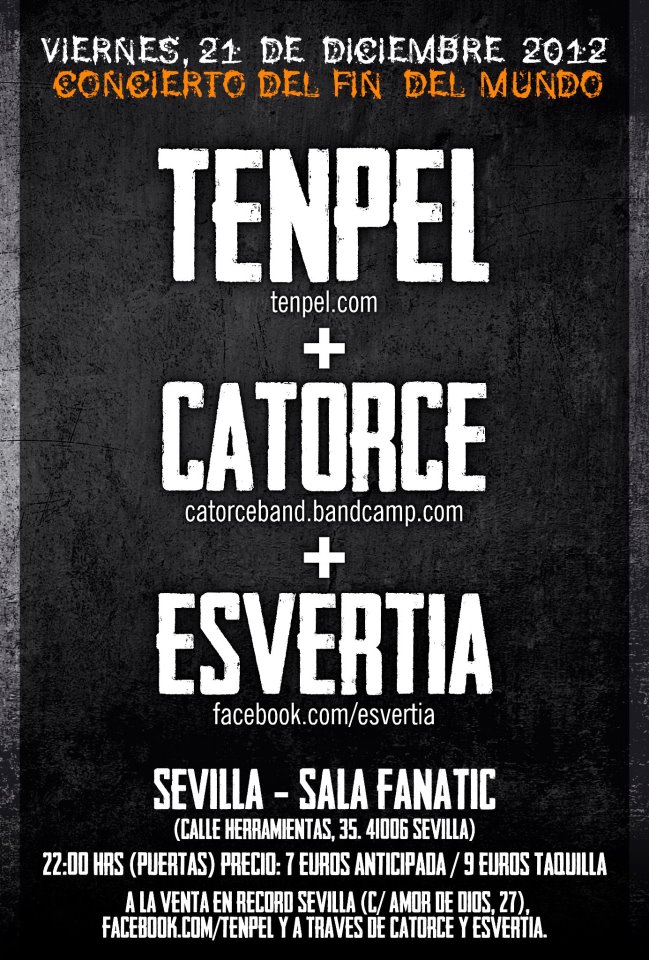 VIERNES, 21 DE DICIEMBRE 2012
CONCIERTO DEL FIN DEL MUNDO
TENPEL
tenpel.com
+
CATORCE
catorceband.bandcamp.com
+
ESVERTIA
facebook.com/esvertia
SEVILLA - SALA FANATIC
(CALLE HERRAMIENTAS, 35. 41006 SEVILLA)
22:00 HRS (PUERTAS) PRECIO: 7 EUROS ANTICIPADA / 9 EUROS TAQUILLA
A LA VENTA EN RECORD SEVILLA (C/ AMOR DE DIOS, 27),
FACEBOOK.COM/TENPEL Y A TRAVES DE CATORCE Y ESVERTIA.